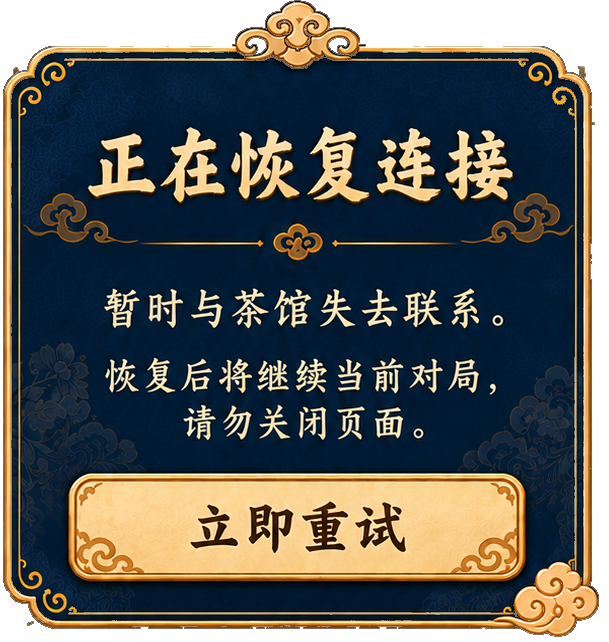 正在恢复连接
暂时与茶馆失去联系。
恢复后将继续当前对局，
请勿关闭页面。
立即重试